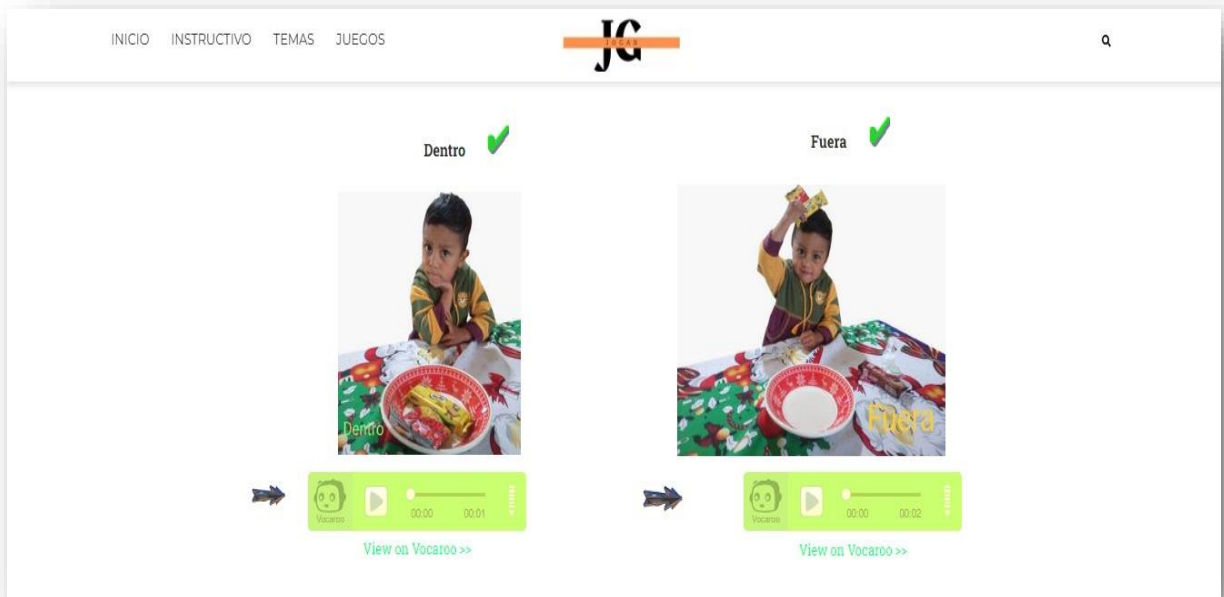 INICIO INSTRUCTIVO TEMAS JUEGOS
JG
JUGAR
Dentro
Fuera
Dentro
Fuera
Vocaroo
00:00 00:01
Vocaroo
00:00 00:02
View on Vocaroo >>
View on Vocaroo >>